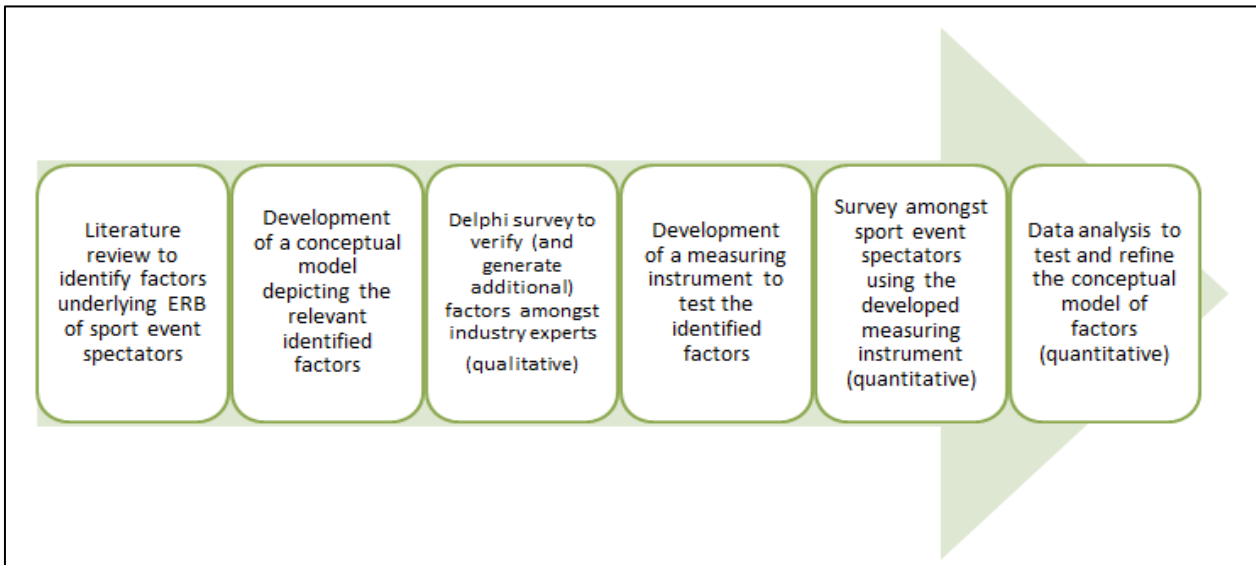 Literature
review to
identify factors
underlying ERB
of sport event
spectators
Development
of a conceptual
model
depicting the
relevant
identified
factors
Delphi survey to
verify (and
generate
additional)
factors amongst
industry experts
(qualitative)
Development
of a measuring
instrument to
test the
identified
factors
Survey amongst
sport event
spectators
using the
developed
measuring
instrument
(quantitative)
Data analysis to
test and refine
the conceptual
model of
factors
(quantitative)